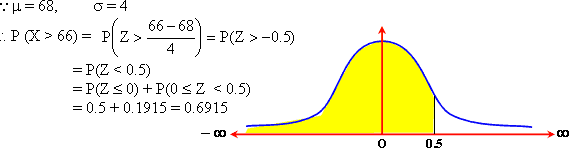 ∵ μ = 68, σ = 4
∴ P (X > 66) = P(Z > (66 – 68)/4) = P(Z > –0.5)
= P(Z < 0.5)
= P(Z ≤ 0) + P(0 ≤ Z < 0.5)
= 0.5 + 0.1915 = 0.6915
– ∞ 0 0.5 ∞